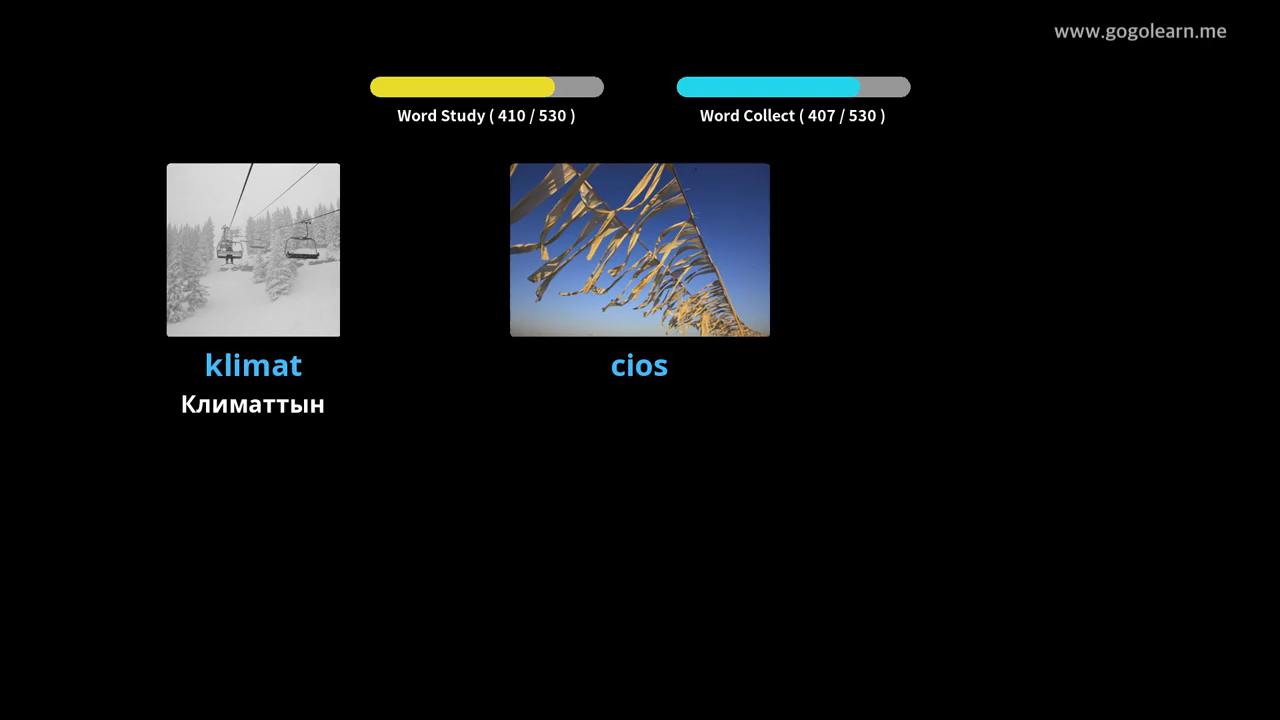 www.gogolearn.me
Word Study ( 410 / 530 )
Word Collect ( 407 / 530 )
klimat
Климаттын
cios